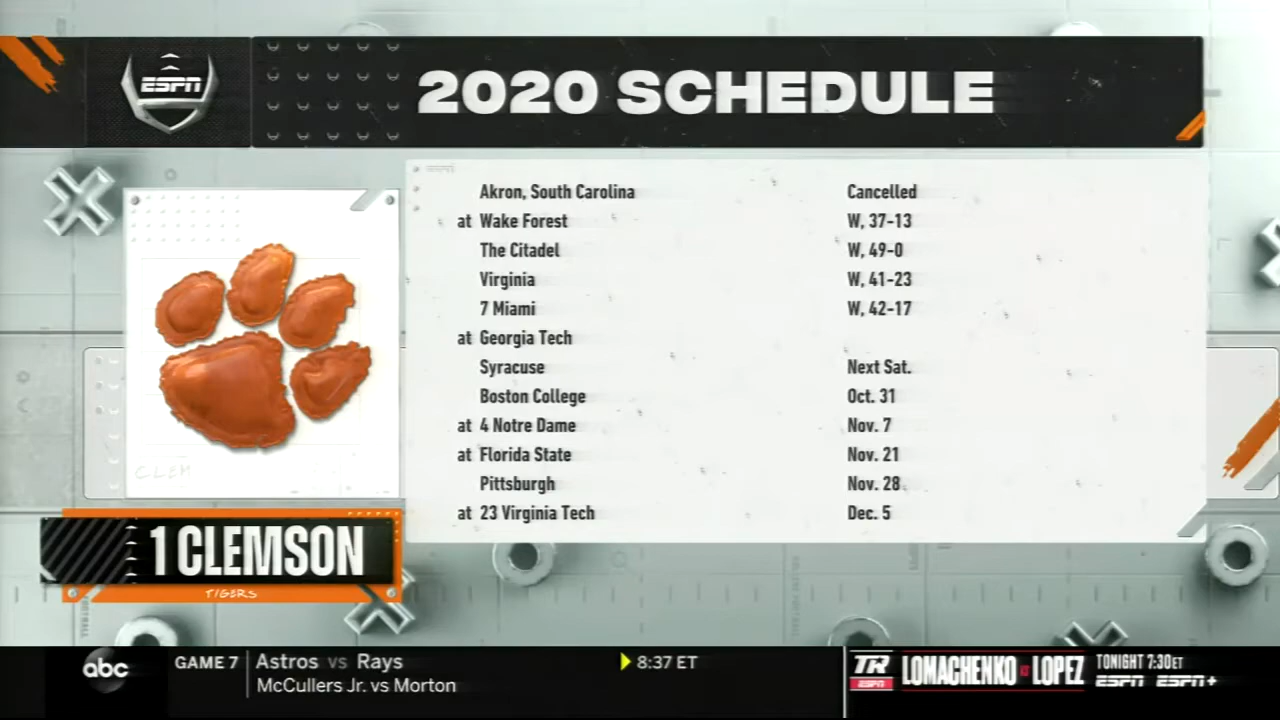 ESPN
2020 SCHEDULE
Akron, South Carolina Cancelled
at Wake Forest W, 37-13
The Citadel W, 49-0
Virginia W, 41-23
7 Miami W, 42-17
at Georgia Tech
Syracuse Next Sat.
Boston College Oct. 31
at 4 Notre Dame Nov. 7
at Florida State Nov. 21
Pittsburgh Nov. 28
at 23 Virginia Tech Dec. 5
CLEM
1 CLEMSON
TIGERS
abc
GAME 7
Astros vs Rays 8:37 ET
McCullers Jr. vs Morton
TR
ESPN
LOMACHENKO vs LOPEZ
TONIGHT 7:30ET
ESPN ESPN+